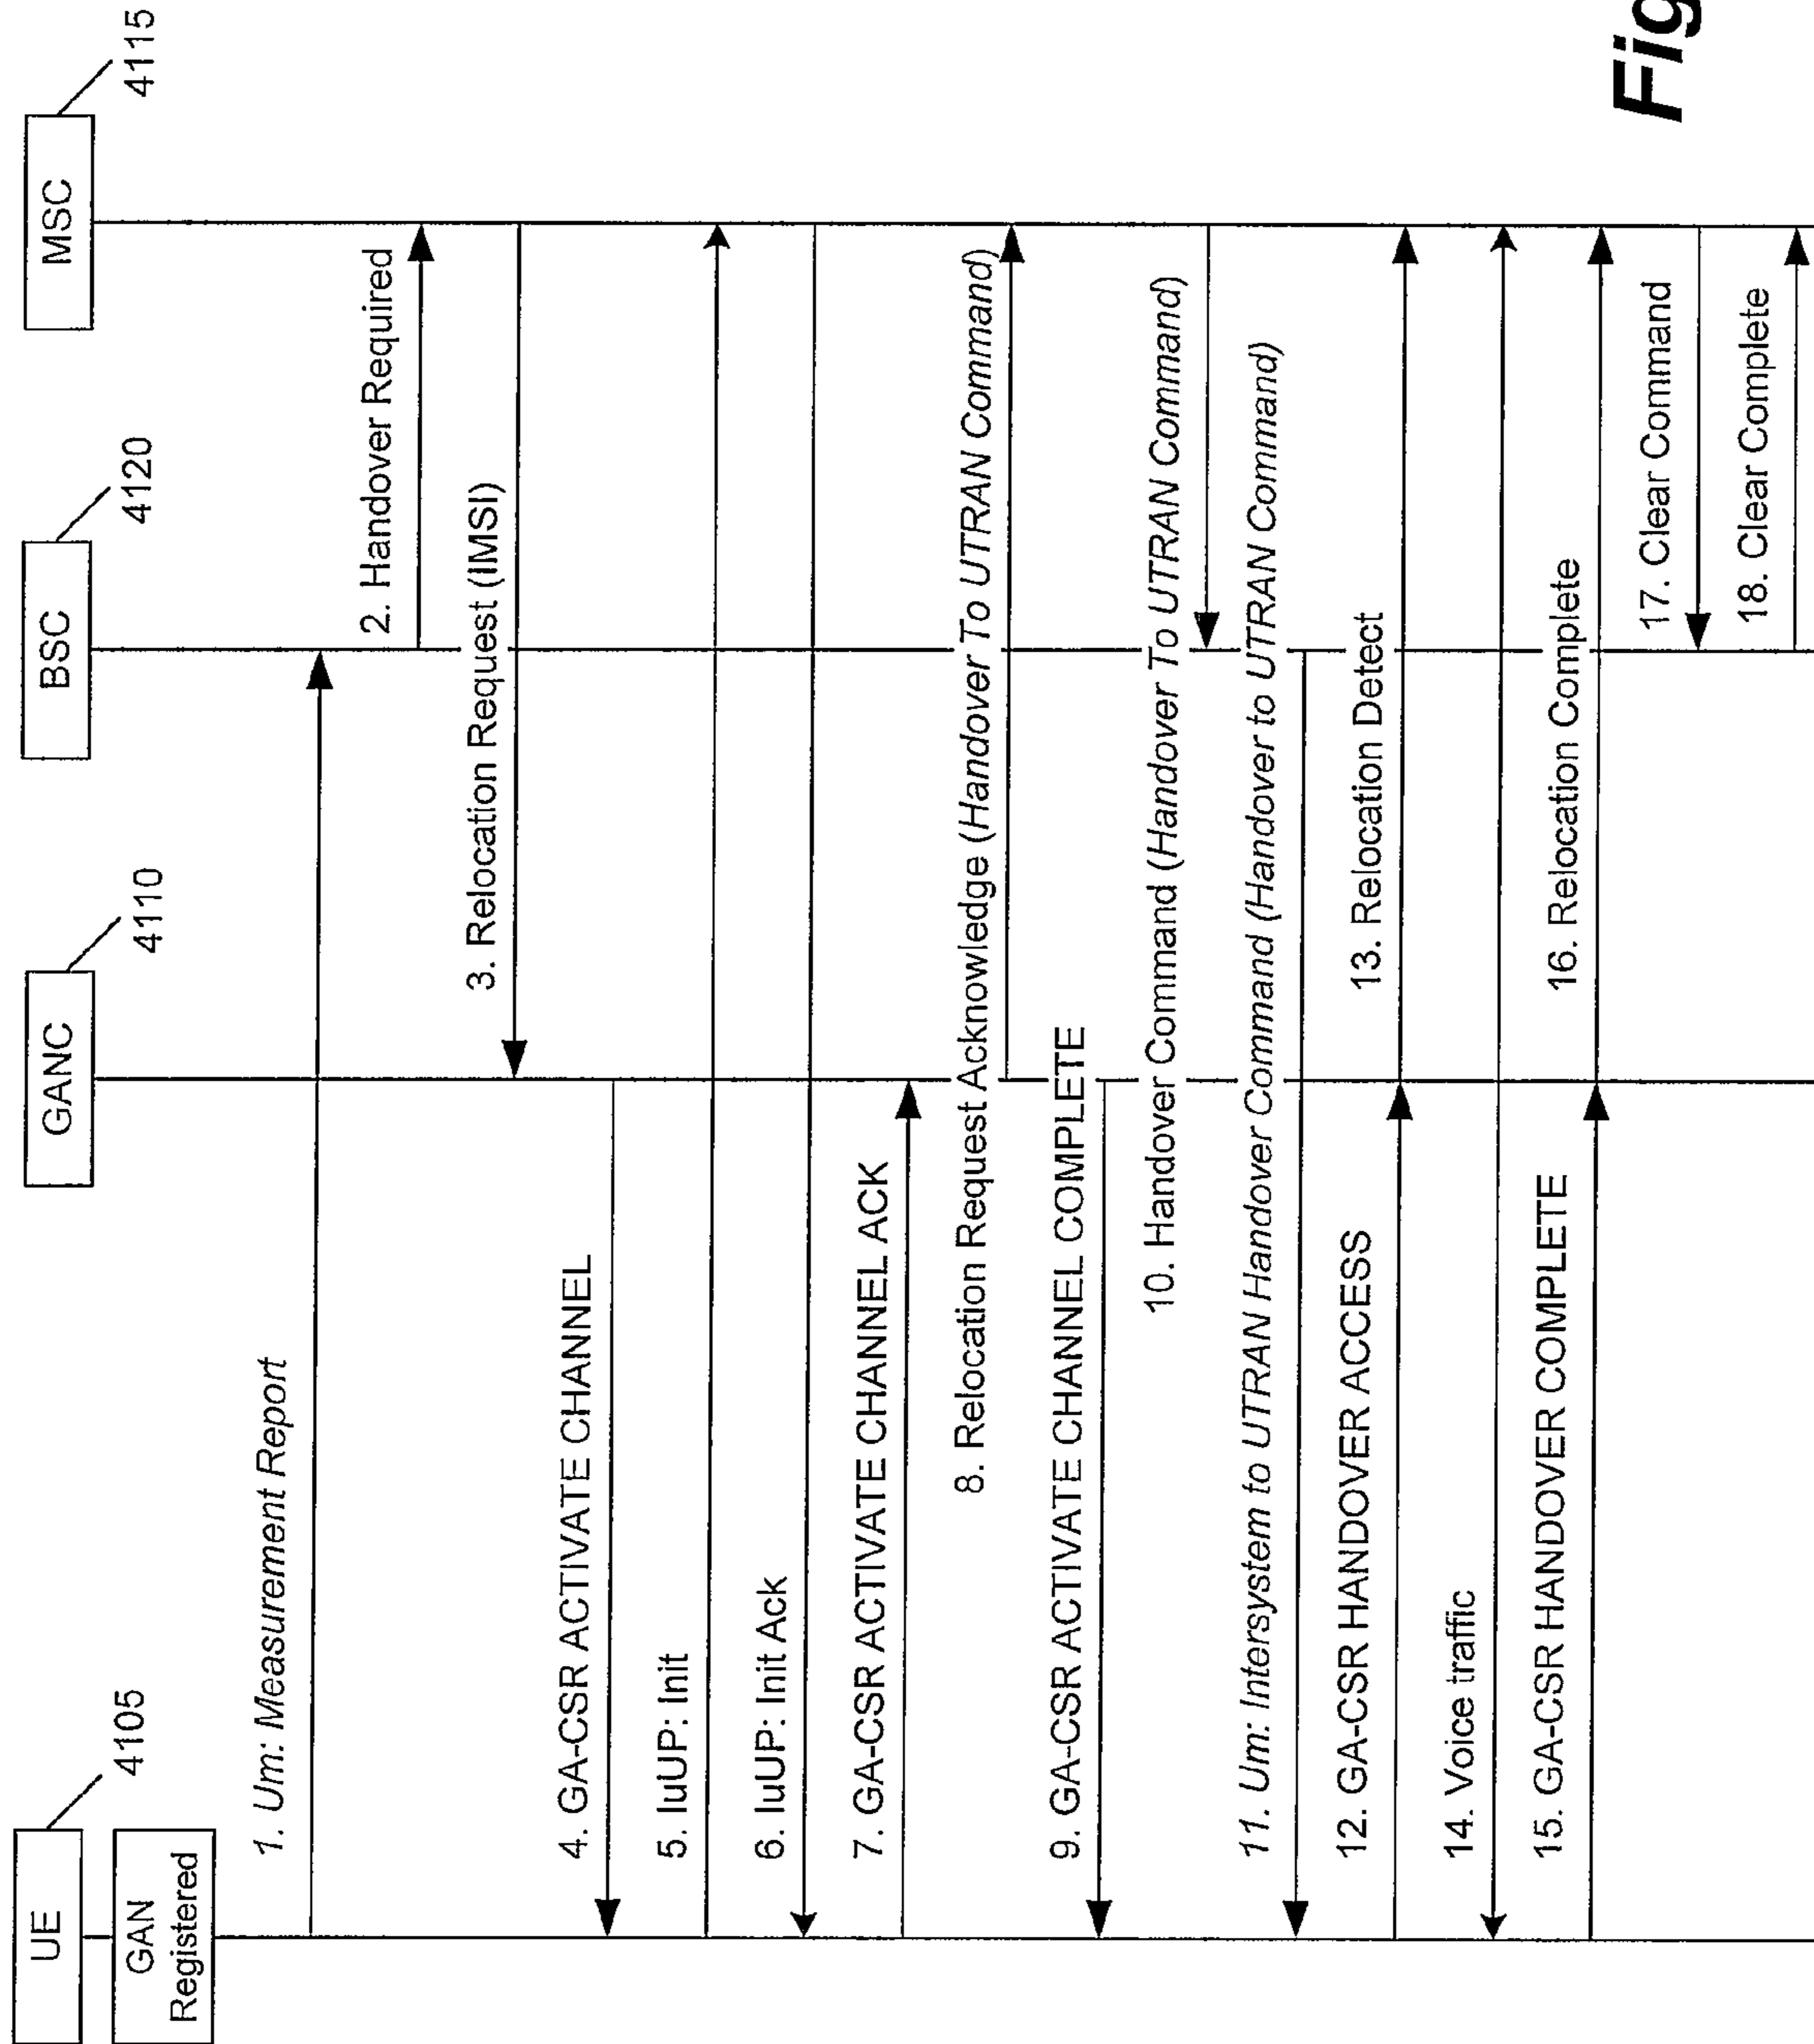 UE
4105
GAN
Registered
GANC
4110
BSC
4120
MSC
4115
1. Um: Measurement Report
2. Handover Required
3. Relocation Request (IMSI)
4. GA-CSR ACTIVATE CHANNEL
5. IuUP: Init
6. IuUP: Init Ack
7. GA-CSR ACTIVATE CHANNEL ACK
8. Relocation Request Acknowledge (Handover To UTRAN Command)
9. GA-CSR ACTIVATE CHANNEL COMPLETE
10. Handover Command (Handover To UTRAN Command)
11. Um: Intersystem to UTRAN Handover Command (Handover to UTRAN Command)
12. GA-CSR HANDOVER ACCESS
13. Relocation Detect
14. Voice traffic
15. GA-CSR HANDOVER COMPLETE
16. Relocation Complete
17. Clear Command
18. Clear Complete
Fig